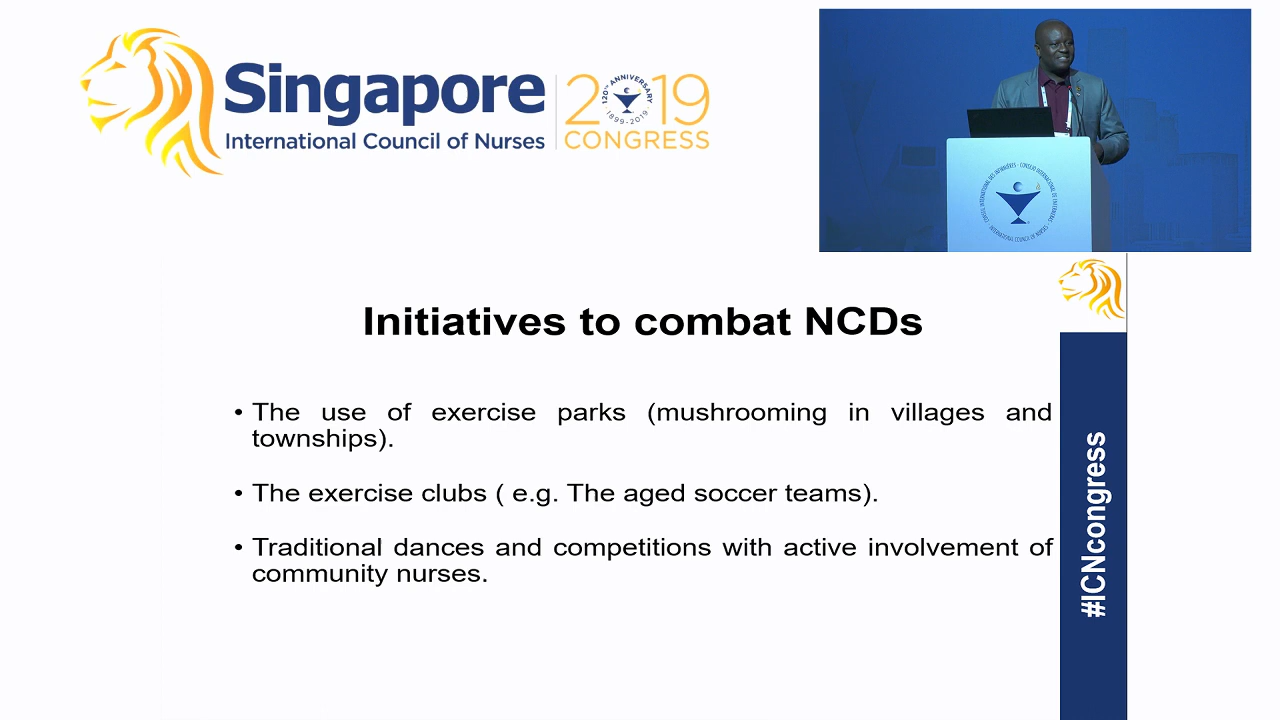 Singapore
International Council of Nurses
2019
120TH ANNIVERSARY
1899-2019
CONGRESS
Initiatives to combat NCDs
• The use of exercise parks (mushrooming in villages and
townships).
• The exercise clubs ( e.g. The aged soccer teams).
• Traditional dances and competitions with active involvement of
community nurses.
#ICNcongress